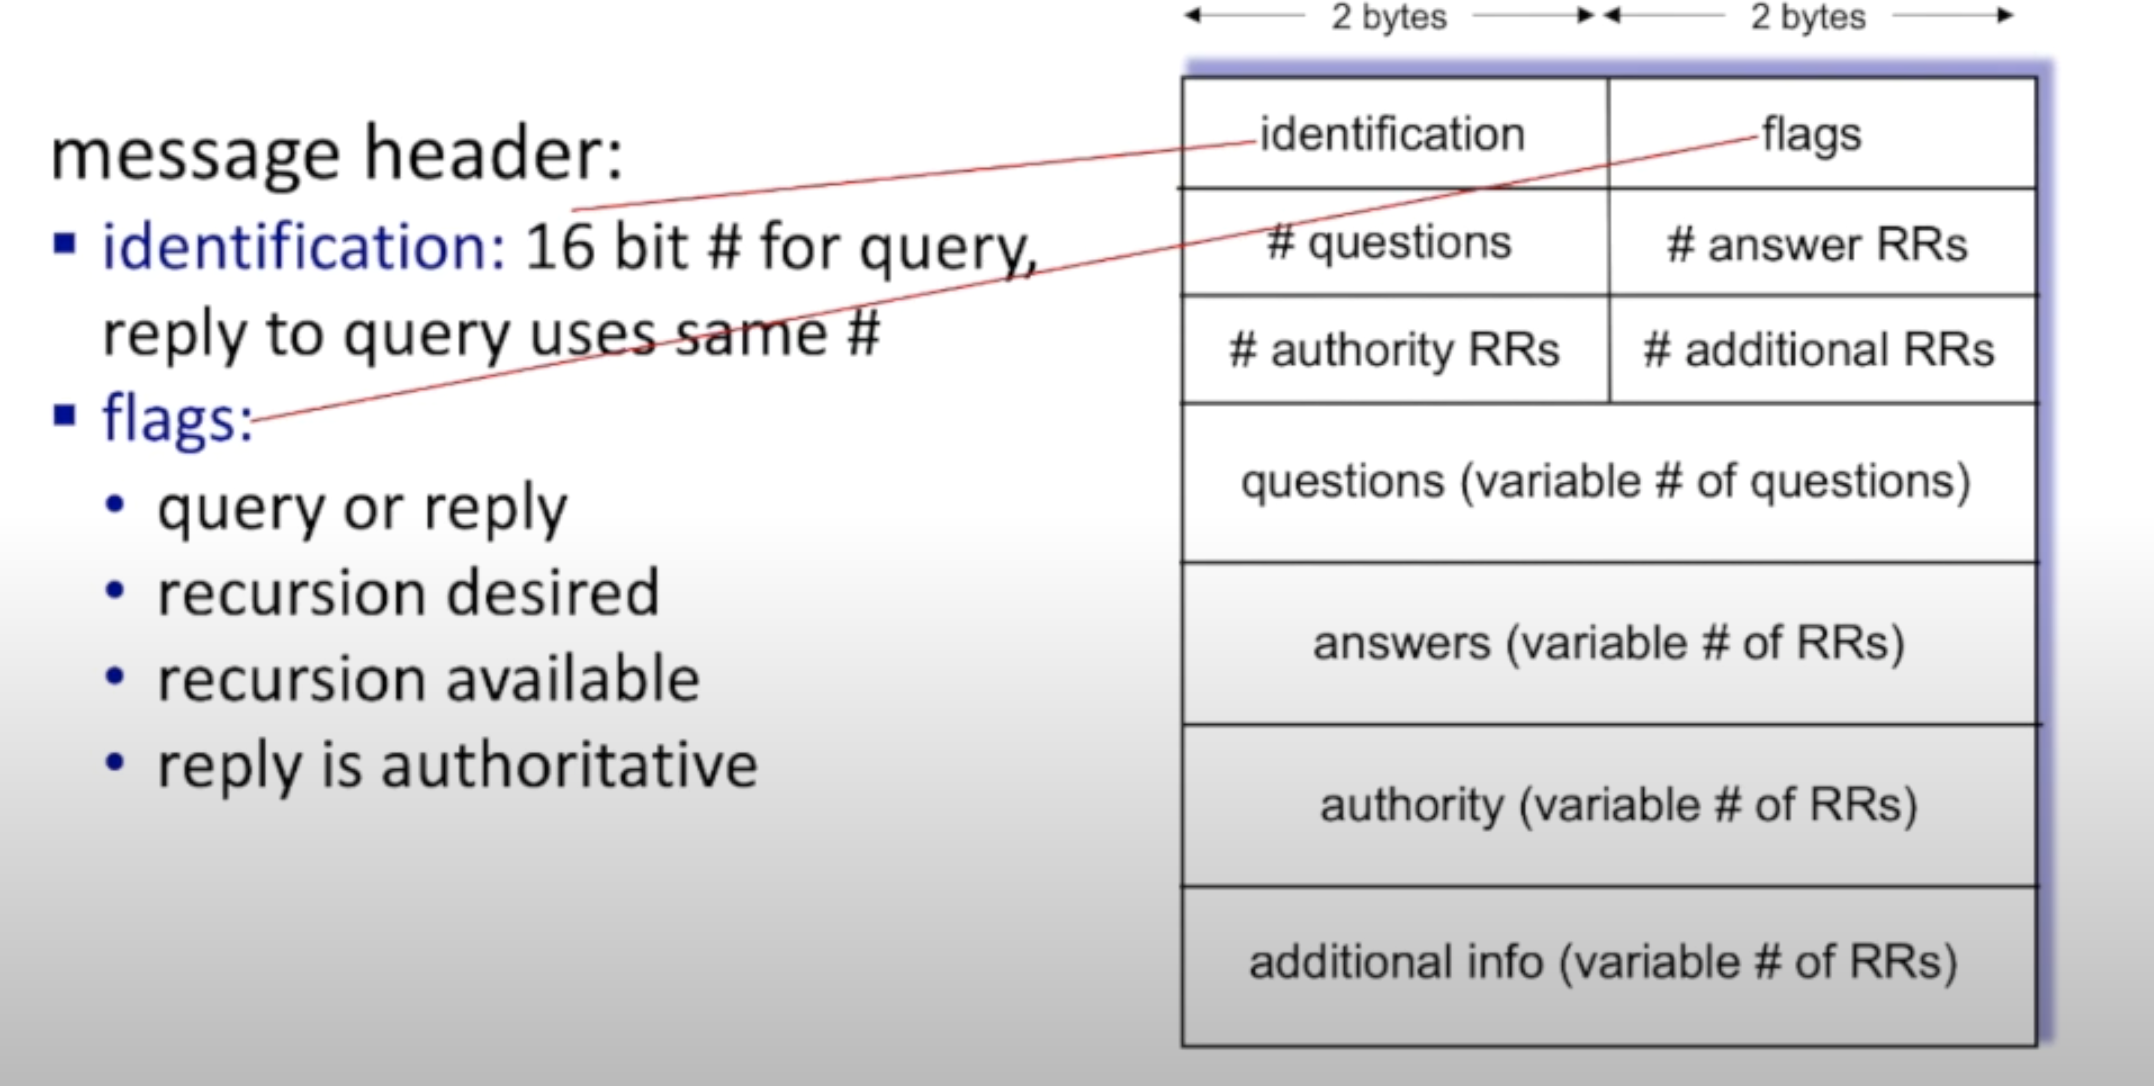 message header:
▪ identification: 16 bit # for query,
reply to query uses same #
▪ flags:
• query or reply
• recursion desired
• recursion available
• reply is authoritative
2 bytes 2 bytes
identification flags
# questions # answer RRs
# authority RRs # additional RRs
questions (variable # of questions)
answers (variable # of RRs)
authority (variable # of RRs)
additional info (variable # of RRs)